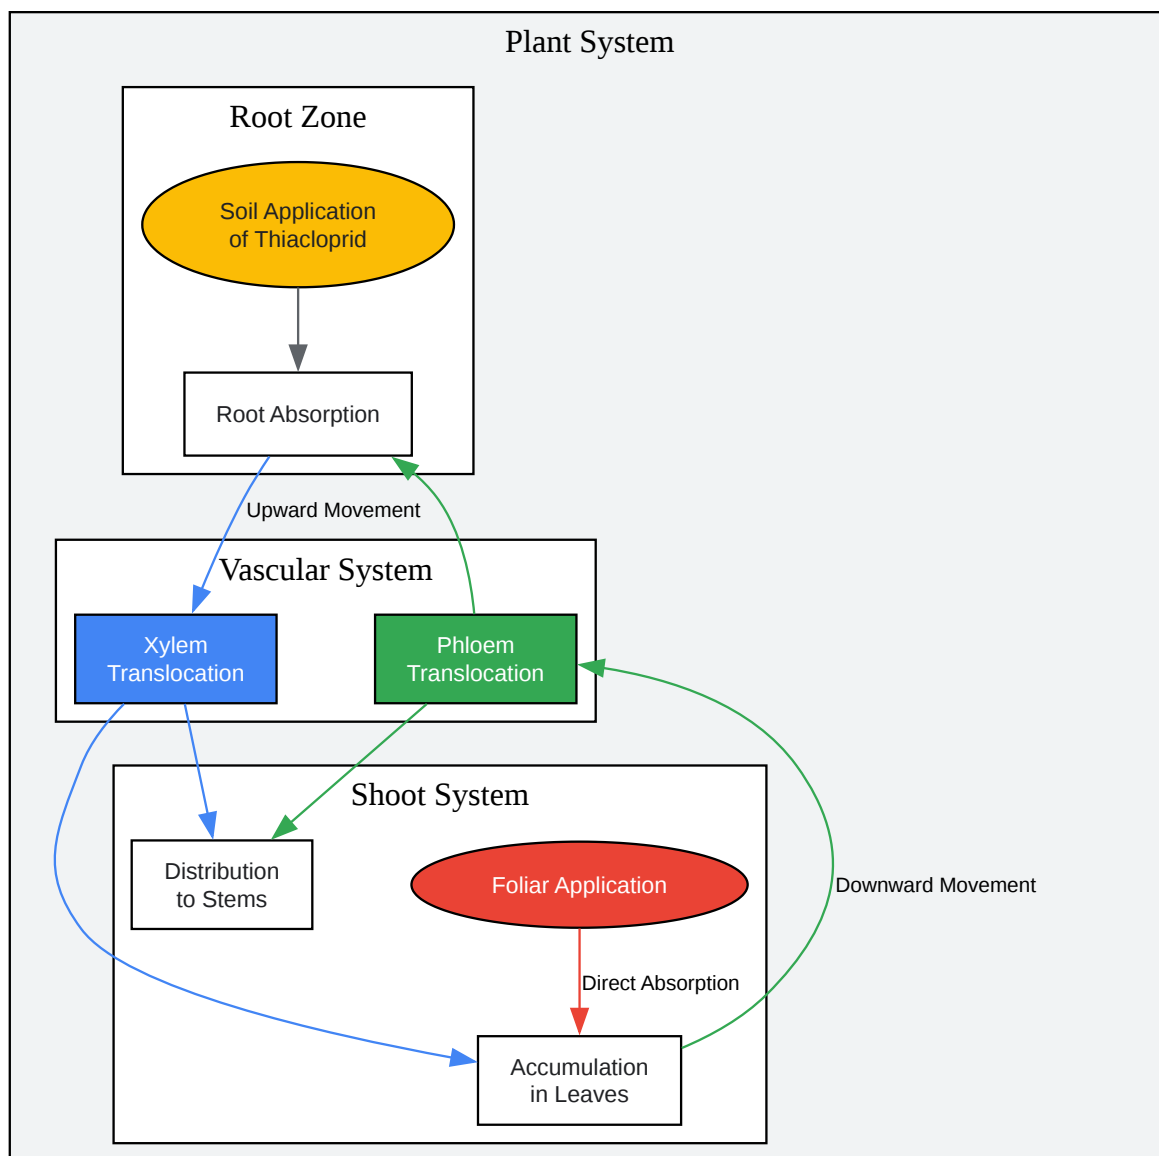 Plant System
Root Zone
Soil Application
of Thiacloprid
Root Absorption
Upward Movement
Vascular System
Xylem
Translocation
Phloem
Translocation
Shoot System
Distribution
to Stems
Foliar Application
Downward Movement
Direct Absorption
Accumulation
in Leaves